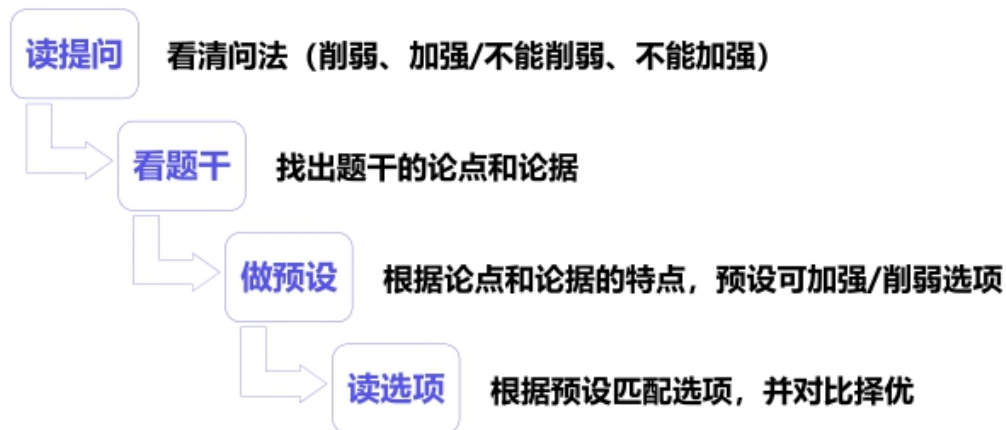 读提问 看清问法（削弱、加强/不能削弱、不能加强）
看题干 找出题干的论点和论据
做预设 根据论点和论据的特点，预设可加强/削弱选项
读选项 根据预设匹配选项，并对比择优